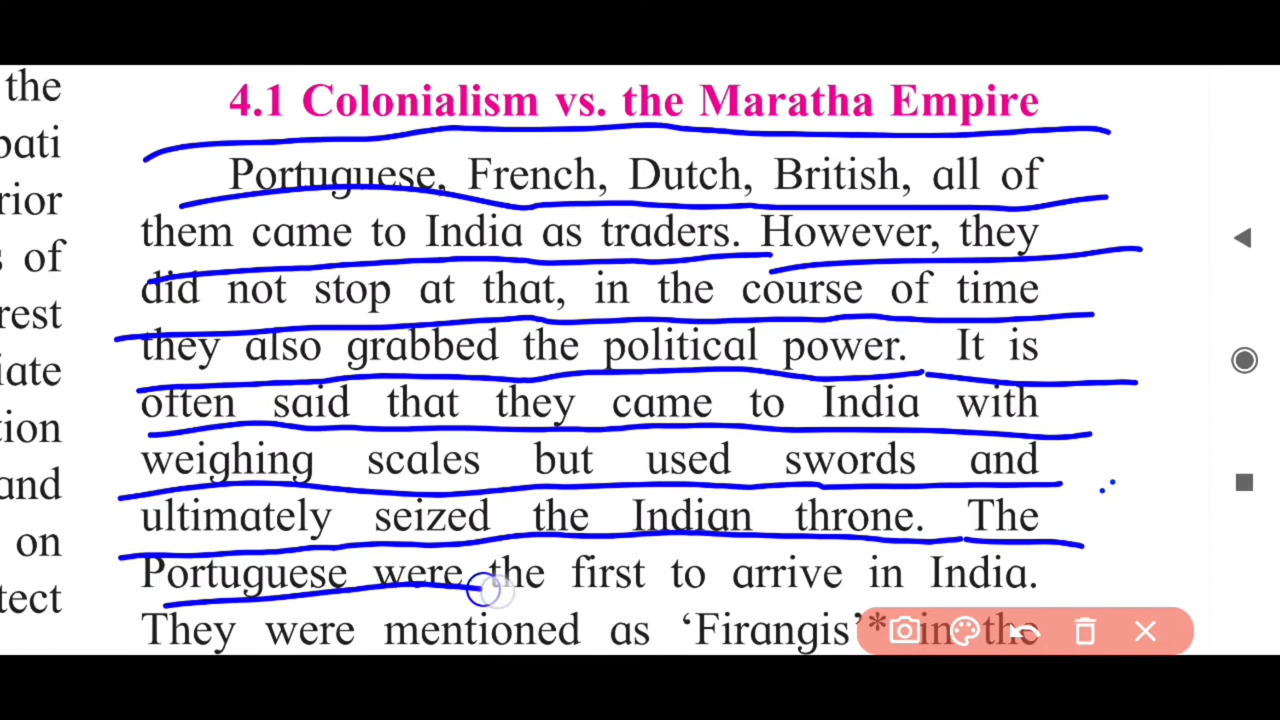 the
pati
rior
s of
rest
iate
tion
and
on
tect
4.1 Colonialism vs. the Maratha Empire
Portuguese, French, Dutch, British, all of
them came to India as traders. However, they
did not stop at that, in the course of time
they also grabbed the political power. It is
often said that they came to India with
weighing scales but used swords and
ultimately seized the Indian throne. The
Portuguese were the first to arrive in India.
They were mentioned as ‘Firangis’* in the